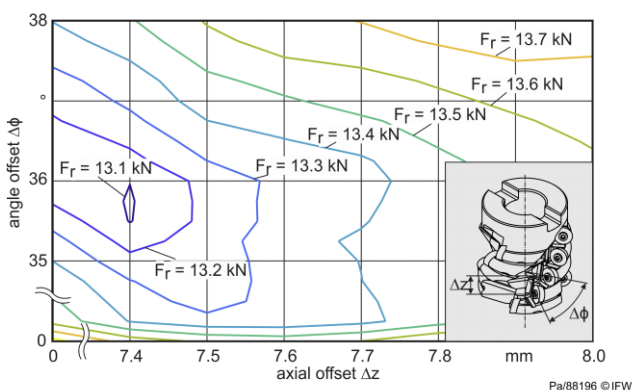 38
Fr = 13.7 kN
Fr = 13.6 kN
°
Fr = 13.5 kN
Fr = 13.4 kN
Fr = 13.3 kN
Fr = 13.1 kN
36
angle offset Δϕ
35
Fr = 13.2 kN
Δz
Δϕ
0
0 7.4 7.5 7.6 7.7 7.8 mm 8.0
axial offset Δz
Pa/88196 © IFW